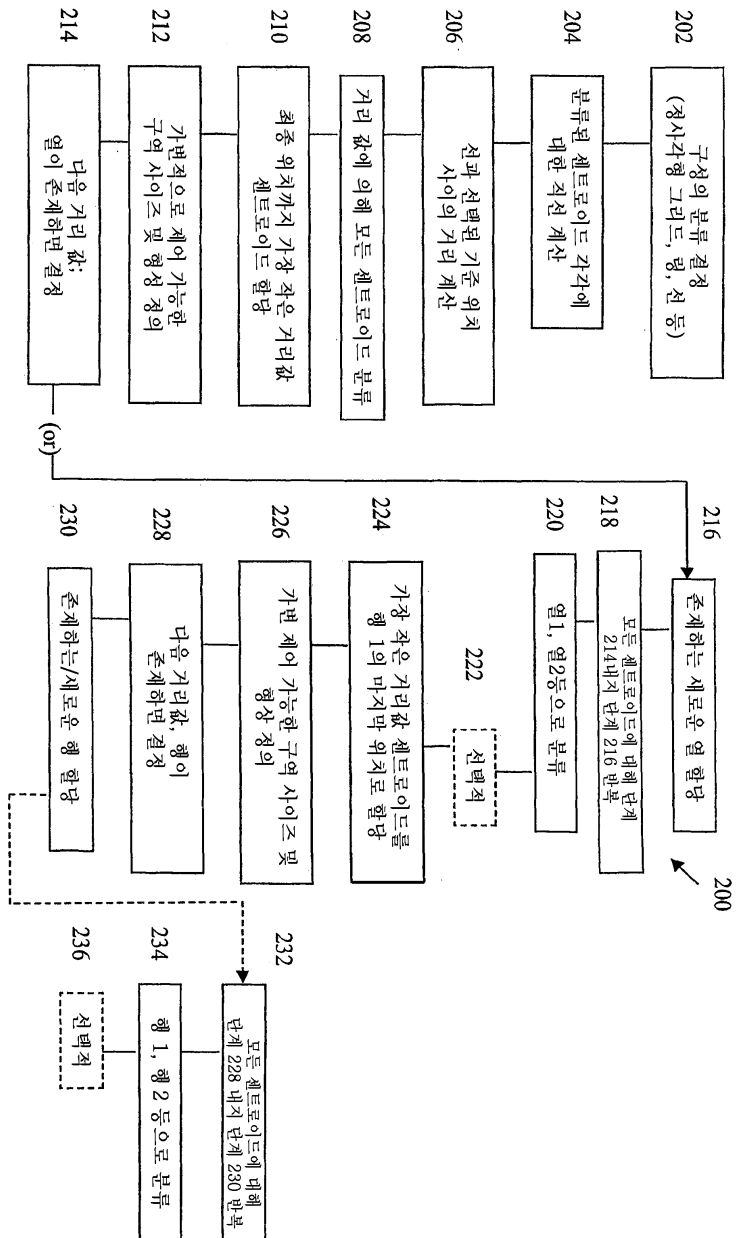 200
202
구성의 분류 결정
(정사각형 그리드, 링, 선 등)
204
분류된 센트로이드 각각에
대한 직선 계산
206
선과 선택된 기준 위치
사이의 거리 계산
208
거리 값에 의해 모든 센트로이드 분류
210
최종 위치까지 가장 작은 거리값
센트로이드 할당
212
가변적으로 제어 가능한
구역 사이즈 및 형성 정의
214
다음 거리 값;
열이 존재하면 결정
(or)
216
존재하는 새로운 열 할당
218
모든 센트로이드에 대해 단계
214내지 단계 216 반복
220
열1, 열2등으로 분류
222
선택적
224
가장 작은 거리값 센트로이드를
행 1의 마지막 위치로 할당
226
가변 제어 가능한 구역 사이즈 및
형상 정의
228
다음 거리값, 행이
존재하면 결정
230
존재하는/새로운 행 할당
232
모든 센트로이드에 대해
단계 228 내지 단계 230 반복
234
행 1, 행 2 등으로 분류
236
선택적